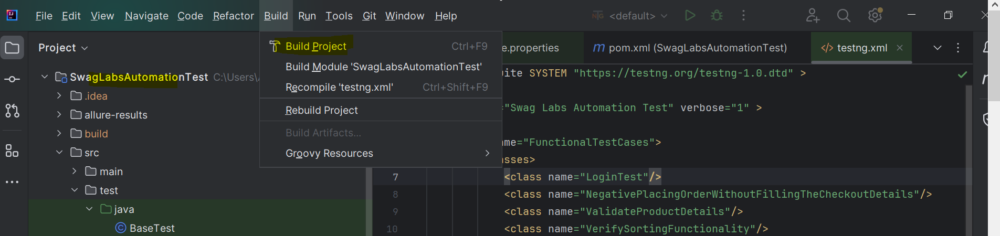 File Edit View Navigate Code Refactor Build Run Tools Git Window Help <default>
Project
Build Project Ctrl+F9
Build Module 'SwagLabsAutomationTest'
Recompile 'testng.xml' Ctrl+Shift+F9
Rebuild Project
Build Artifacts...
Groovy Resources
e.properties
pom.xml (SwagLabsAutomationTest)
testng.xml
SwagLabsAutomationTest C:\Users\
.idea
allure-results
build
src
main
test
java
BaseTest
SYSTEM "https://testng.org/testng-1.0.dtd" >
="Swag Labs Automation Test" verbose="1" >
me="FunctionalTestCases">
sses>
7 <class name="LoginTest"/>
8 <class name="NegativePlacingOrderWithoutFillingTheCheckoutDetails"/>
9 <class name="ValidateProductDetails"/>
10 <class name="VerifySortingFunctionality"/>